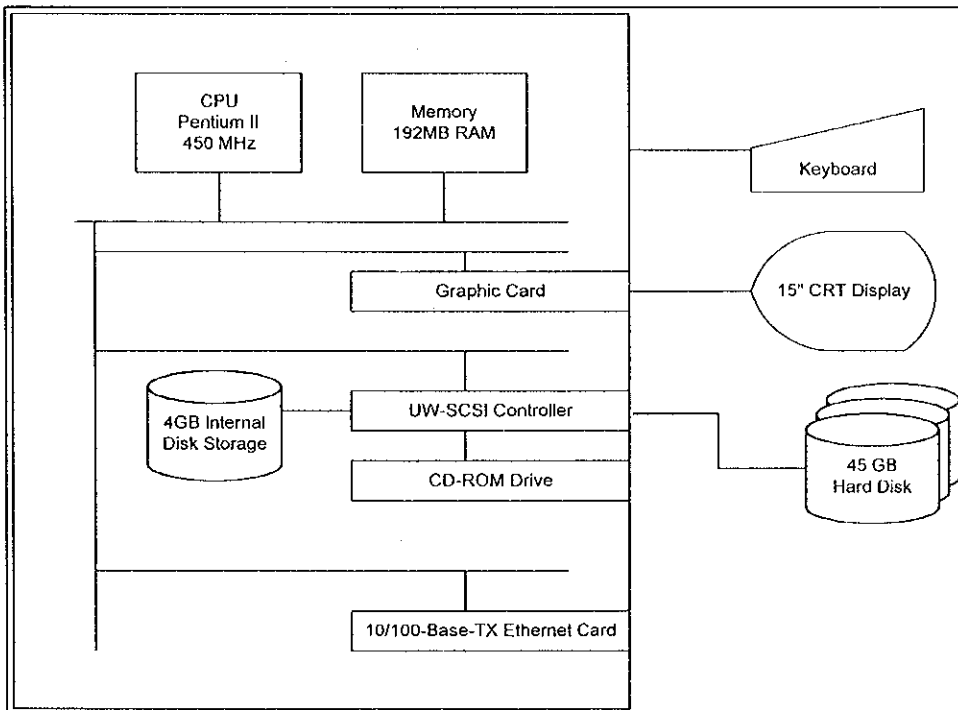 CPU
Pentium II
450 MHz
Memory
192MB RAM
Keyboard
Graphic Card
15" CRT Display
4GB Internal
Disk Storage
UW-SCSI Controller
CD-ROM Drive
45 GB
Hard Disk
10/100-Base-TX Ethernet Card